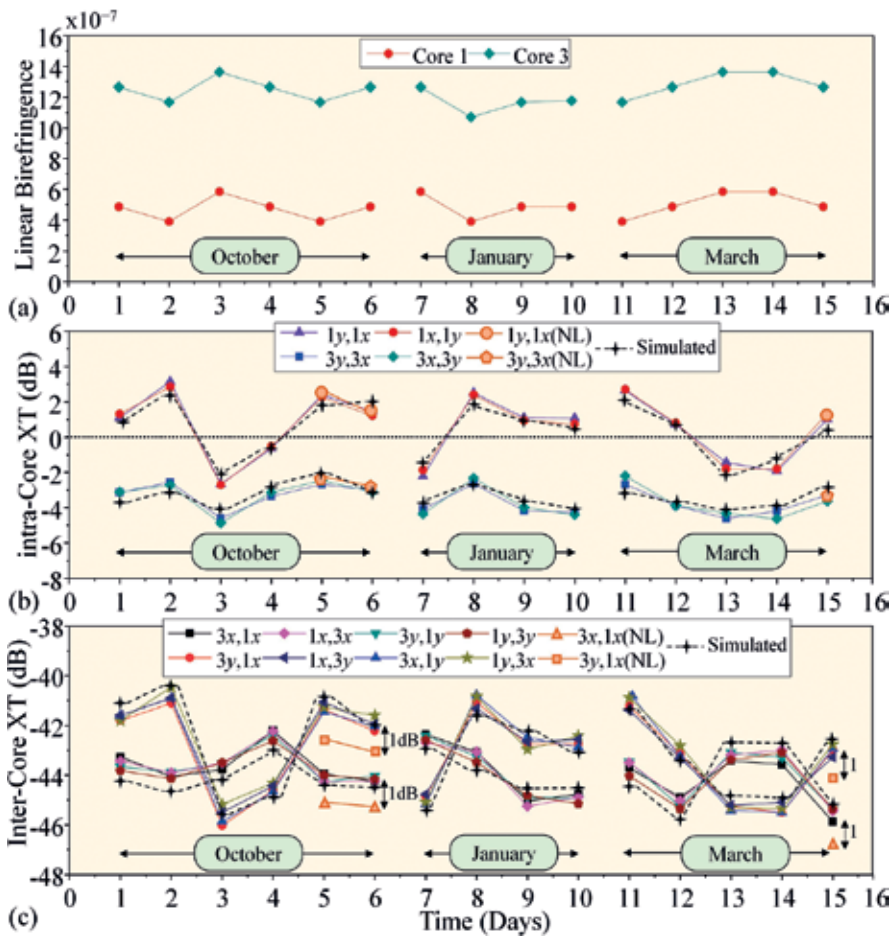 ×10⁻⁷
16
14
12
10
8
6
4
2
0
Linear Birefringence
Core 1 Core 3
October January March
(a)
0 1 2 3 4 5 6 7 8 9 10 11 12 13 14 15 16
6
4
2
0
-2
-4
-6
-8
intra-Core XT (dB)
1y,1x 1x,1y 1y,1x(NL) Simulated
3y,3x 3x,3y 3y,3x(NL)
October January March
(b)
0 1 2 3 4 5 6 7 8 9 10 11 12 13 14 15 16
-38
-40
-42
-44
-46
-48
Inter-Core XT (dB)
3x,1x 1x,3x 3y,1y 1y,3y 3x,1x(NL) Simulated
3y,1x 1x,3y 3x,1y 1y,3x 3y,1x(NL)
1dB
1dB
1
1
October January March
(c)
0 1 2 3 4 5 6 7 8 9 10 11 12 13 14 15 16
Time (Days)